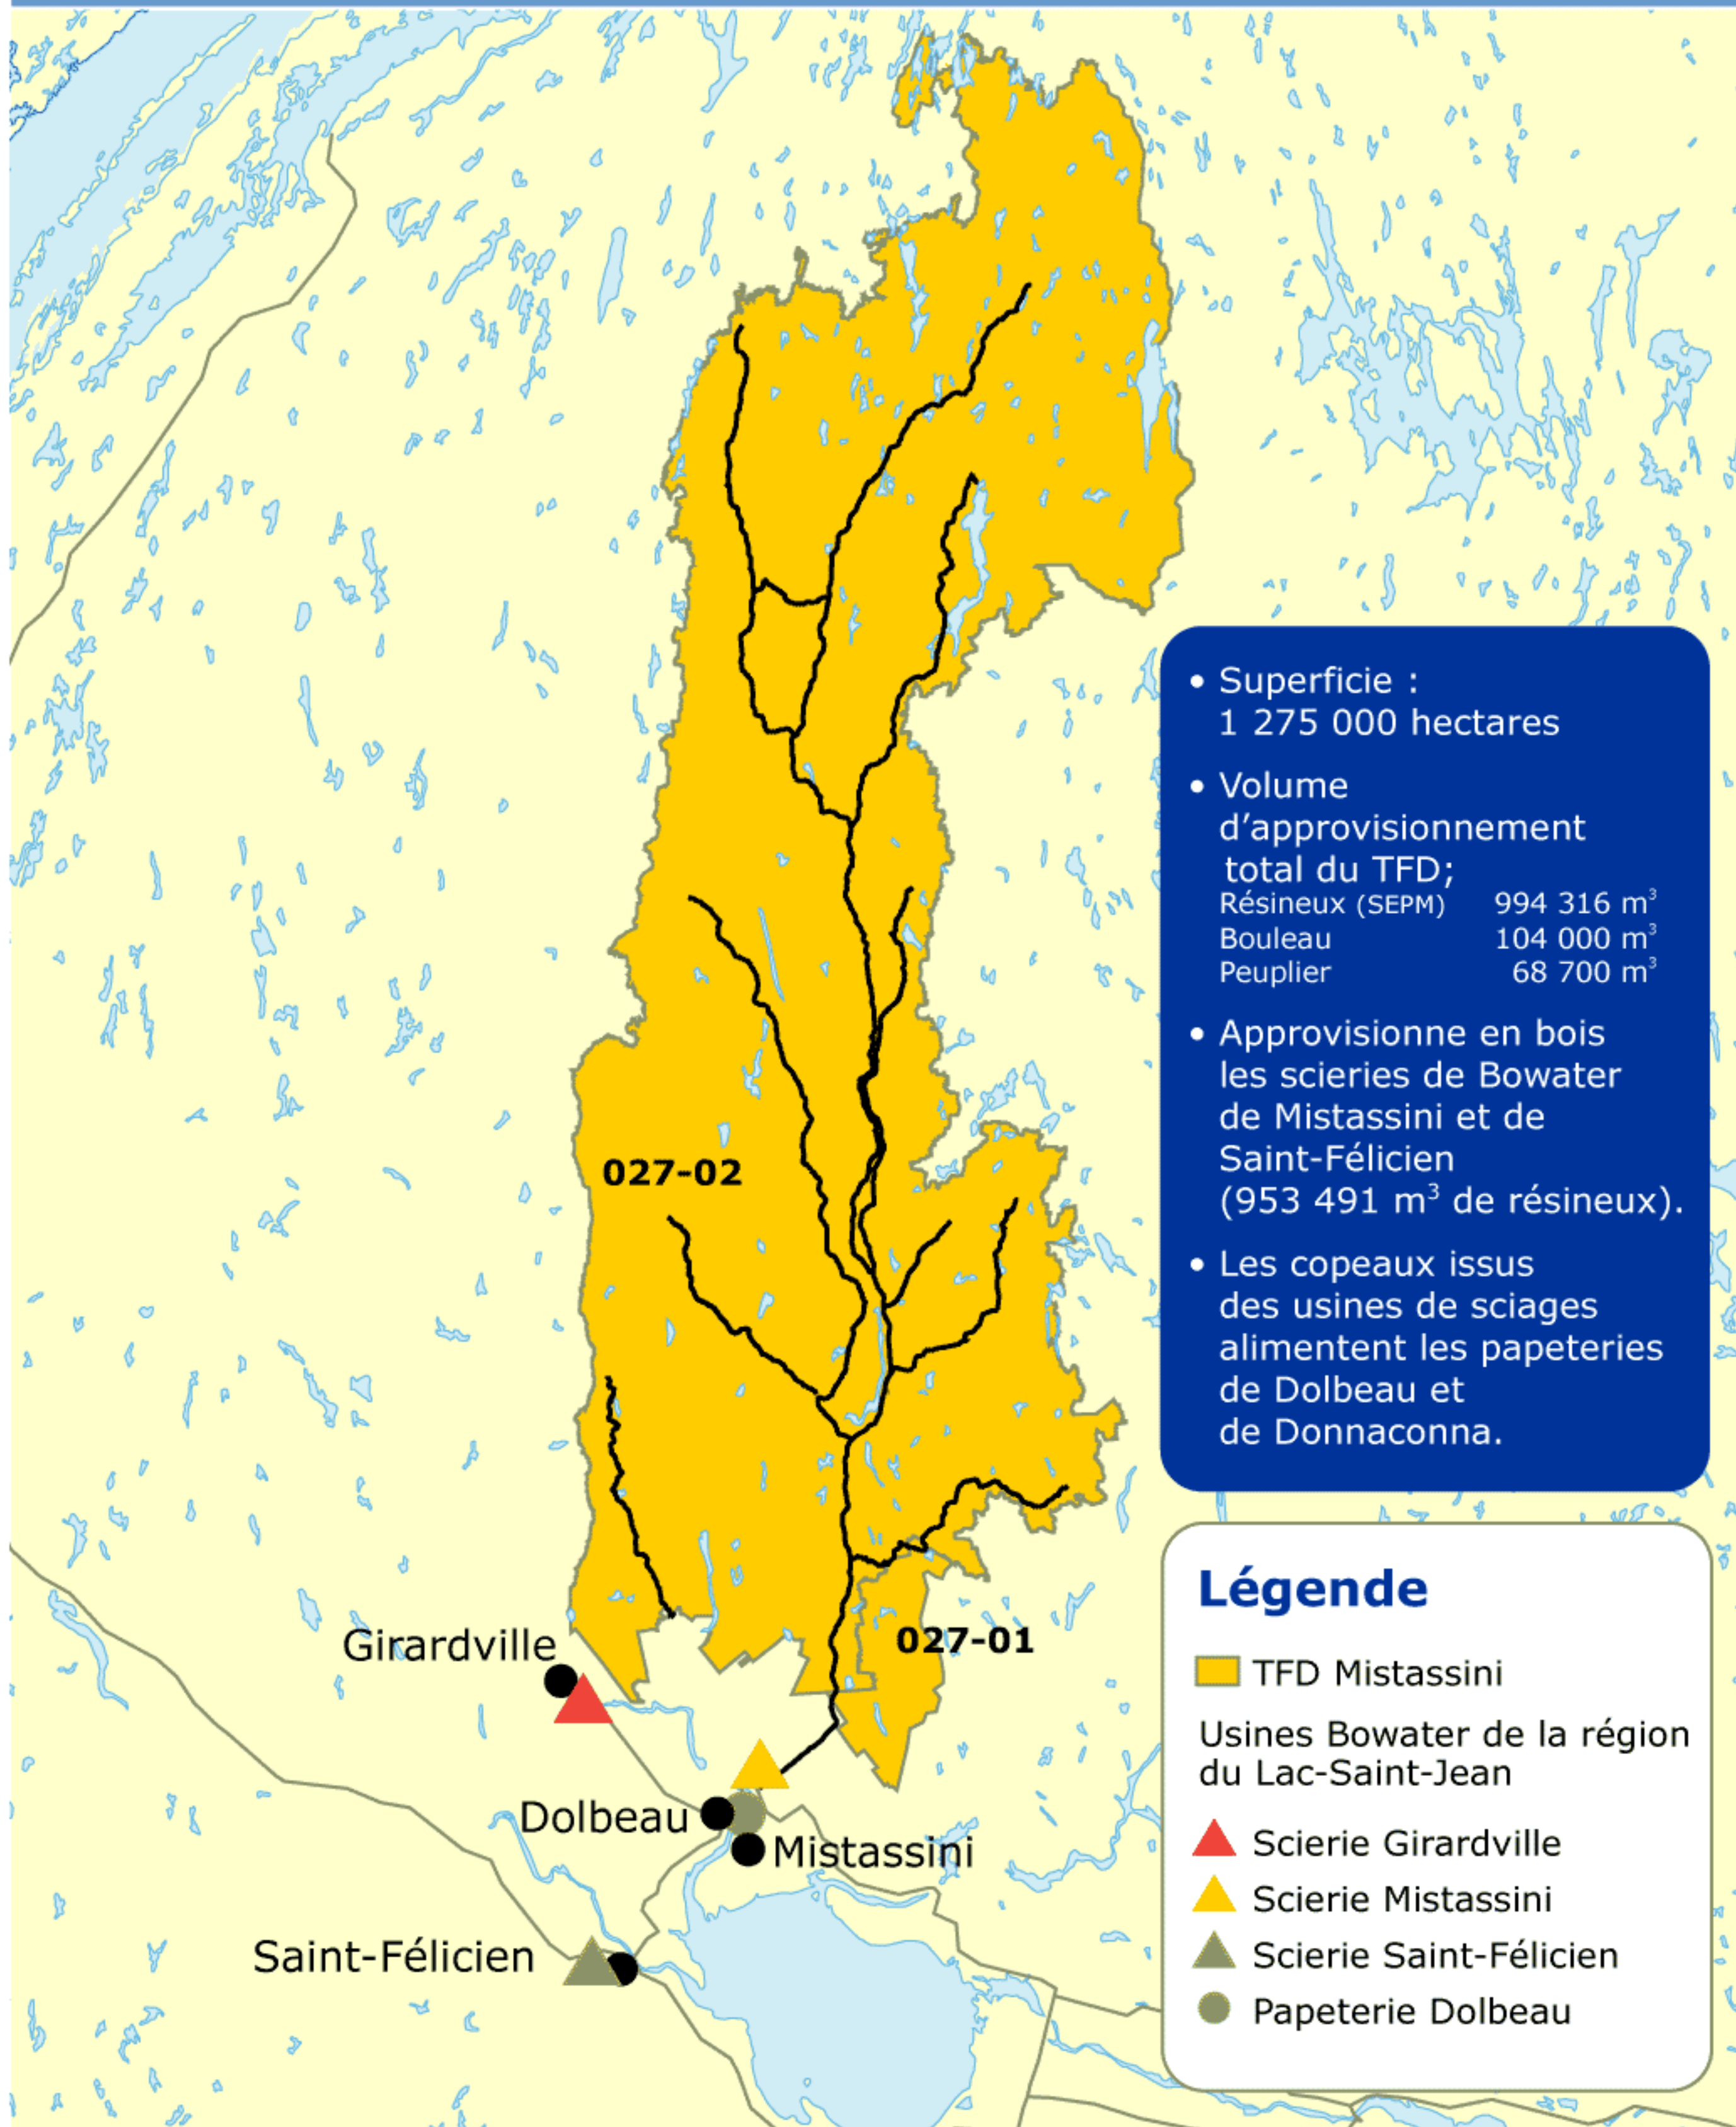 027-02
027-01
Girardville
Dolbeau
Mistassini
Saint-Félicien
• Superficie :
1 275 000 hectares
• Volume
d’approvisionnement
total du TFD;
Résineux (SEPM) 994 316 m³
Bouleau 104 000 m³
Peuplier 68 700 m³
• Approvisionne en bois
les scieries de Bowater
de Mistassini et de
Saint-Félicien
(953 491 m³ de résineux).
• Les copeaux issus
des usines de sciages
alimentent les papeteries
de Dolbeau et
de Donnaconna.
Légende
TFD Mistassini
Usines Bowater de la région
du Lac-Saint-Jean
Scierie Girardville
Scierie Mistassini
Scierie Saint-Félicien
Papeterie Dolbeau